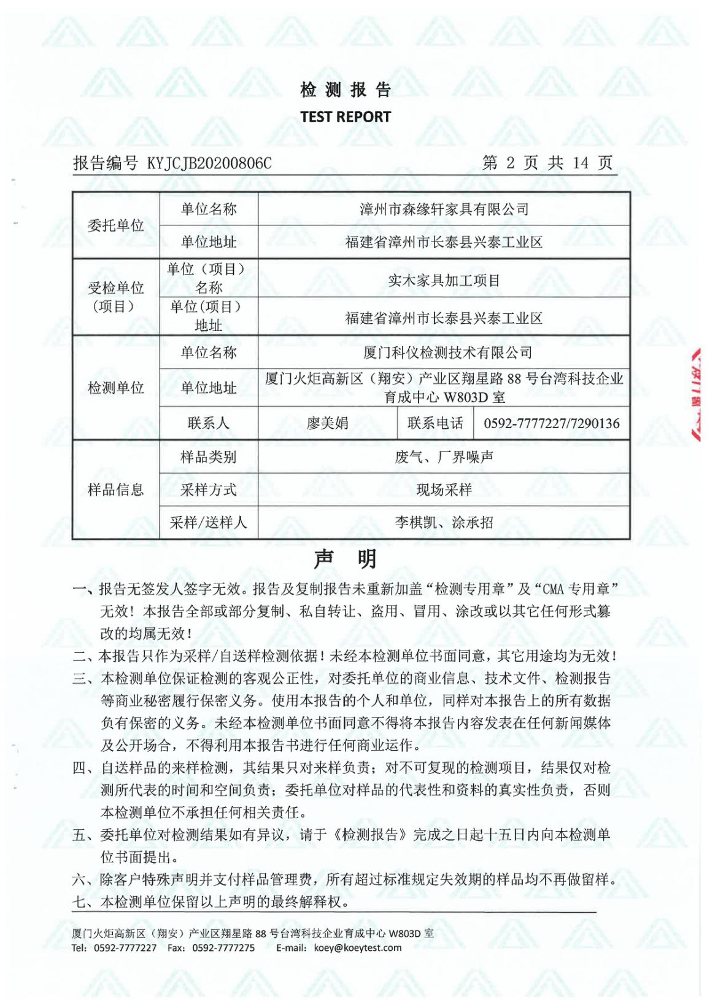 检测报告
TEST REPORT
报告编号 KYJCJB20200806C 第 2 页 共 14 页
委托单位 单位名称 漳州市森缘轩家具有限公司
单位地址 福建省漳州市长泰县兴泰工业区
受检单位(项目) 单位（项目）名称 实木家具加工项目
单位(项目)地址 福建省漳州市长泰县兴泰工业区
检测单位 单位名称 厦门科仪检测技术有限公司
单位地址 厦门火炬高新区（翔安）产业区翔星路 88 号台湾科技企业
育成中心 W803D 室
联系人 廖美娟 联系电话 0592-7777227/7290136
样品信息 样品类别 废气、厂界噪声
采样方式 现场采样
采样/送样人 李棋凯、涂承招
声 明
一、报告无签发人签字无效。报告及复制报告未重新加盖“检测专用章”及“CMA 专用章”
无效！本报告全部或部分复制、私自转让、盗用、冒用、涂改或以其它任何形式篡
改的均属无效！
二、本报告只作为采样/自送样检测依据！未经本检测单位书面同意，其它用途均为无效！
三、本检测单位保证检测的客观公正性，对委托单位的商业信息、技术文件、检测报告
等商业秘密履行保密义务。使用本报告的个人和单位，同样对本报告上的所有数据
负有保密的义务。未经本检测单位书面同意不得将本报告内容发表在任何新闻媒体
及公开场合，不得利用本报告书进行任何商业运作。
四、自送样品的来样检测，其结果只对来样负责；对不可复现的检测项目，结果仅对检
测所代表的时间和空间负责；委托单位对样品的代表性和资料的真实性负责，否则
本检测单位不承担任何相关责任。
五、委托单位对检测结果如有异议，请于《检测报告》完成之日起十五日内向本检测单
位书面提出。
六、除客户特殊声明并支付样品管理费，所有超过标准规定失效期的样品均不再做留样。
七、本检测单位保留以上声明的最终解释权。
厦门火炬高新区（翔安）产业区翔星路 88 号台湾科技企业育成中心 W803D 室
Tel: 0592-7777227 Fax: 0592-7777275 E-mail: koey@koeytest.com